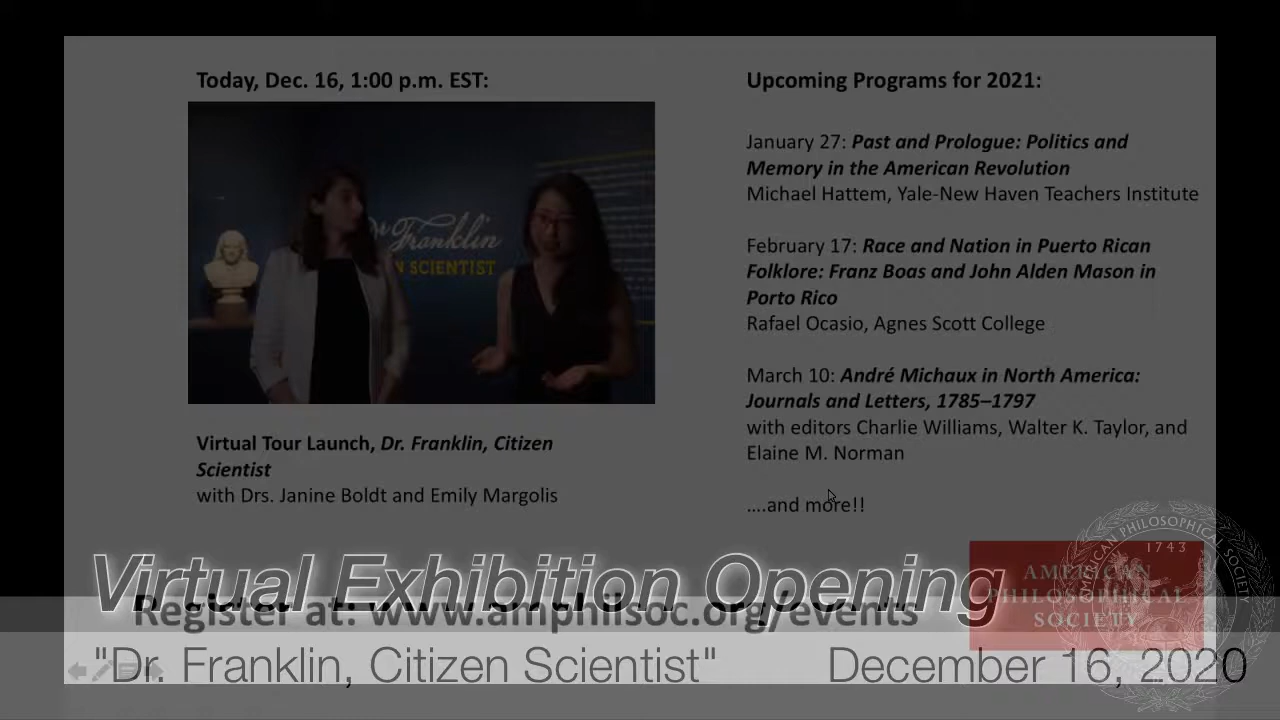 Today, Dec. 16, 1:00 p.m. EST:
Dr. Franklin
N SCIENTIST
Virtual Tour Launch, Dr. Franklin, Citizen
Scientist
with Drs. Janine Boldt and Emily Margolis
Upcoming Programs for 2021:
January 27: Past and Prologue: Politics and
Memory in the American Revolution
Michael Hattem, Yale-New Haven Teachers Institute
February 17: Race and Nation in Puerto Rican
Folklore: Franz Boas and John Alden Mason in
Porto Rico
Rafael Ocasio, Agnes Scott College
March 10: André Michaux in North America:
Journals and Letters, 1785–1797
with editors Charlie Williams, Walter K. Taylor, and
Elaine M. Norman
....and more!!
Register at: www.amphilsoc.org/events
AMERICAN
PHILOSOPHICAL
SOCIETY
AMERICAN PHILOSOPHICAL SOCIETY
1743
Virtual Exhibition Opening
"Dr. Franklin, Citizen Scientist" December 16, 2020